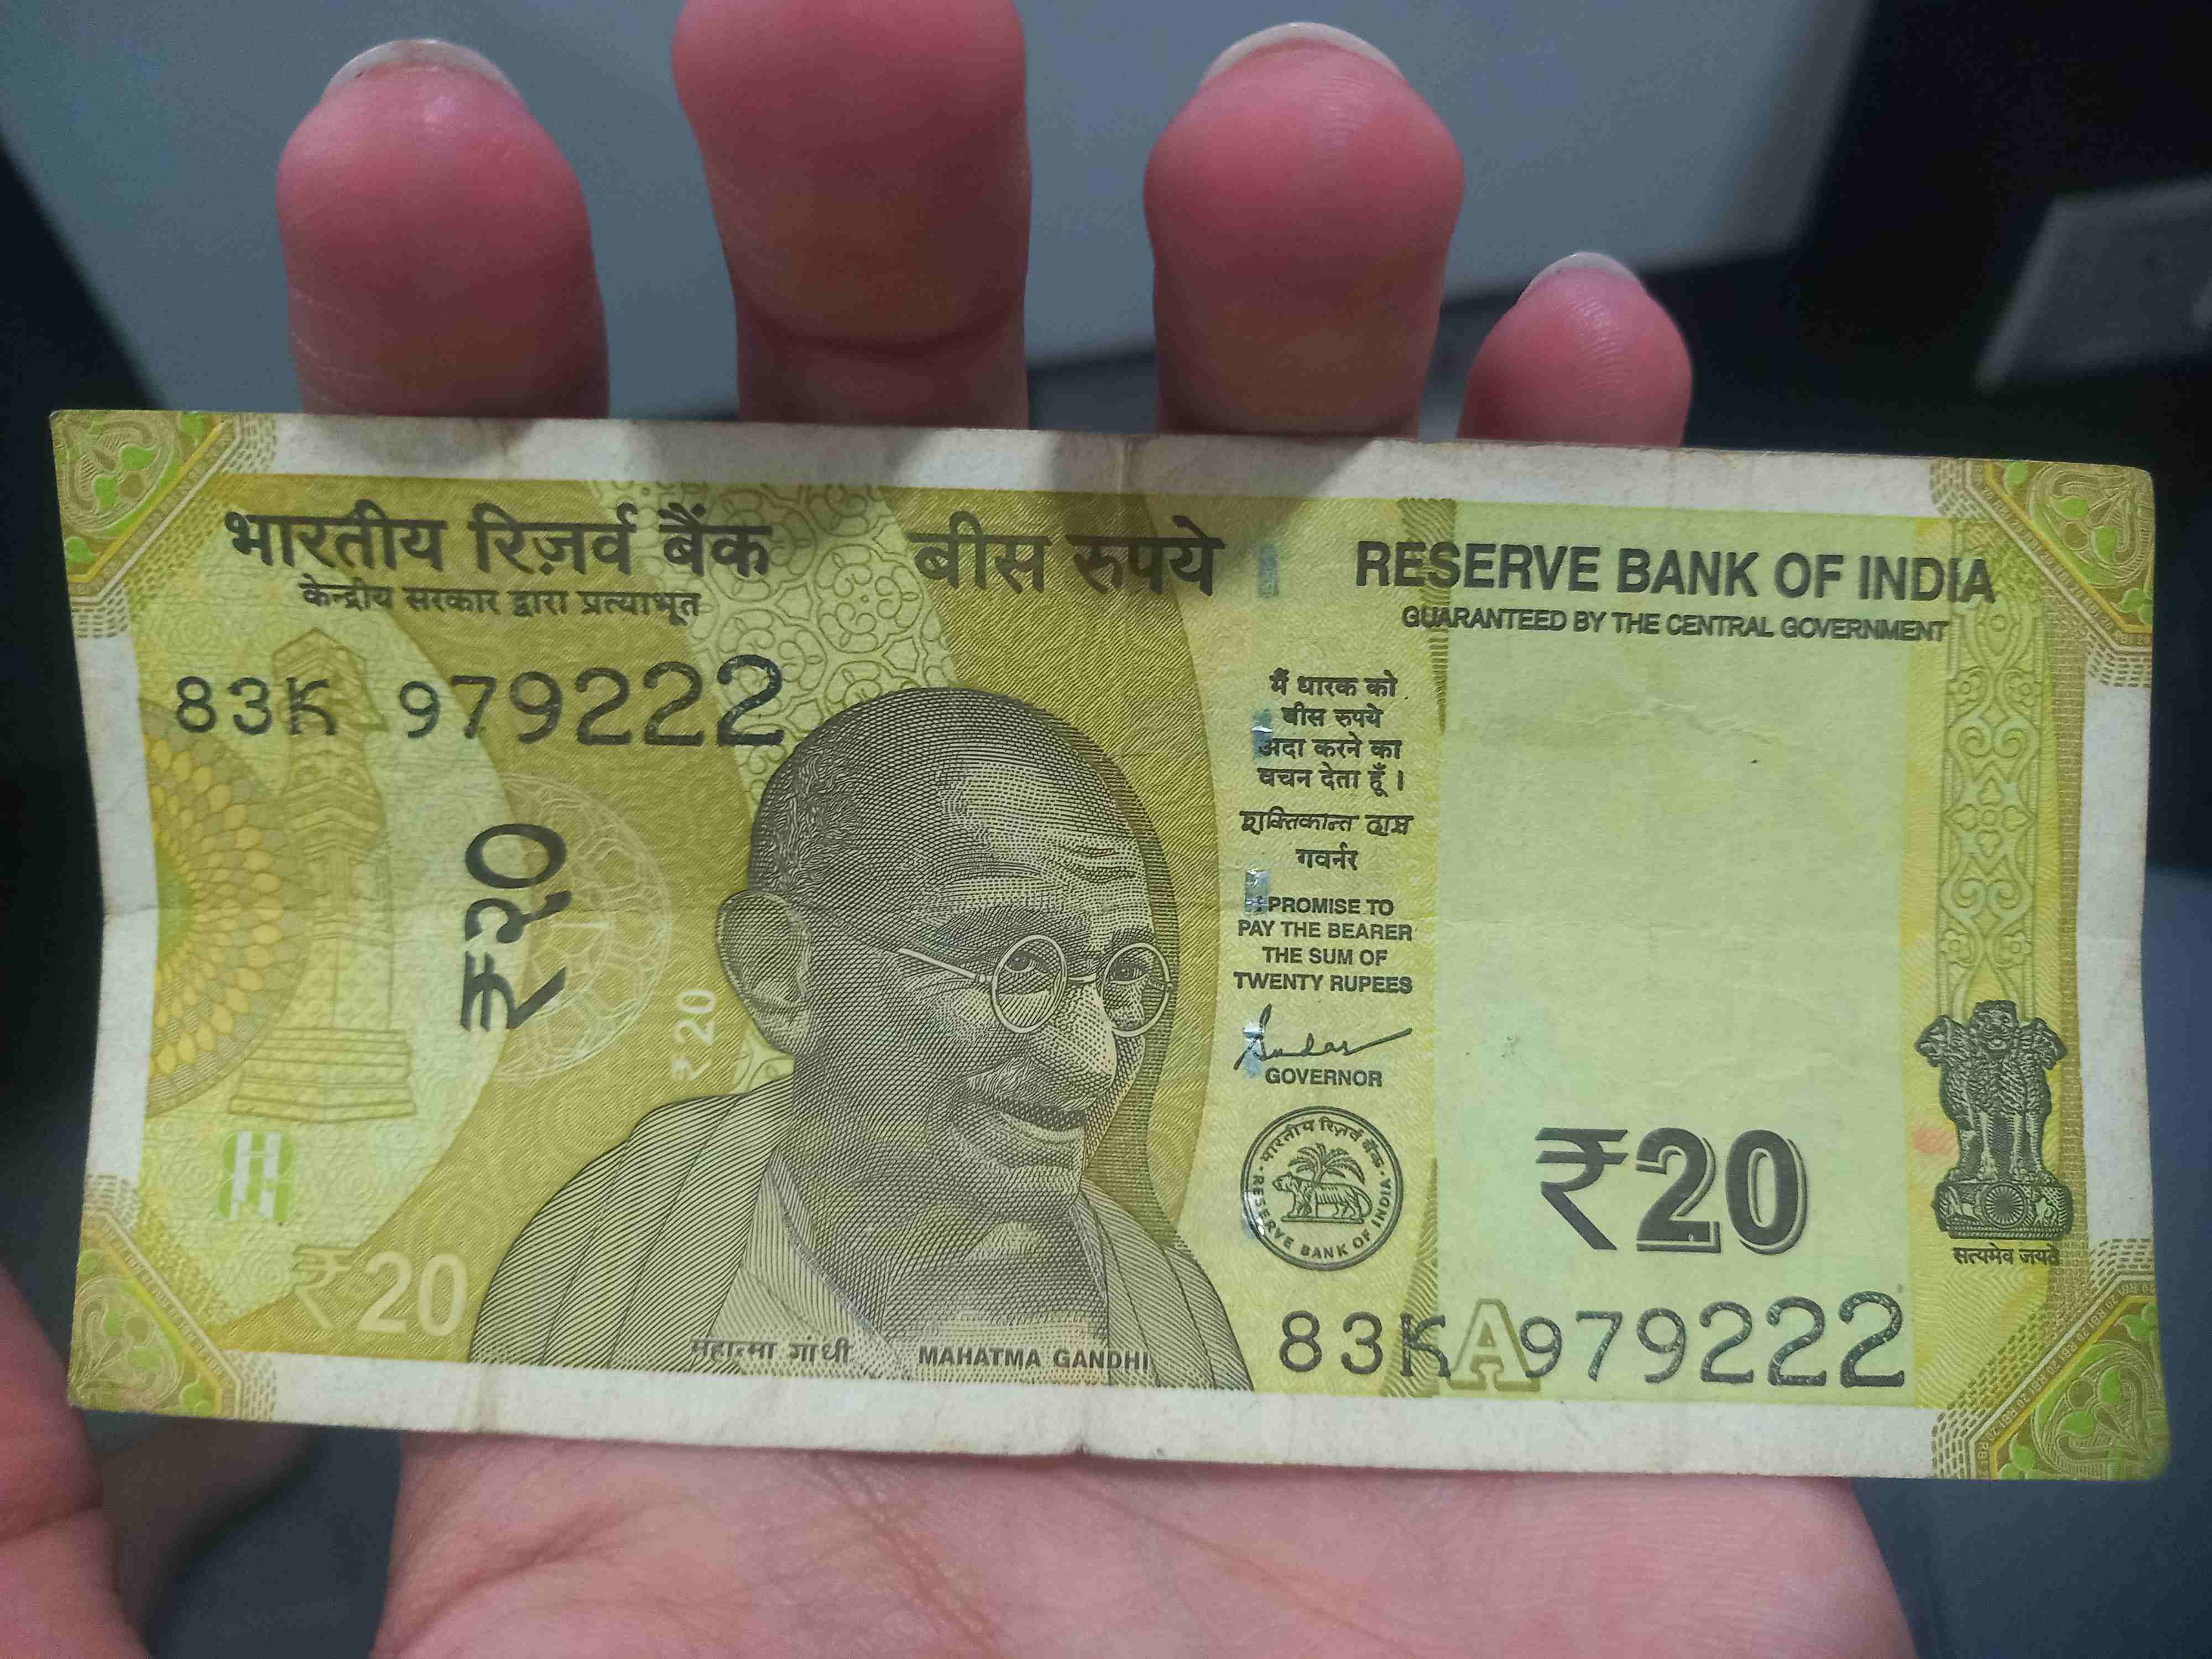 भारतीय रिज़र्व बैंक
केन्द्रीय सरकार द्वारा प्रत्याभूत
83K 979222
₹२०
₹20
₹20
महात्मा गांधी MAHATMA GANDHI
बीस रुपये
मैं धारक को
बीस रुपये
अदा करने का
वचन देता हूँ ।
शक्तिकान्त दास
गवर्नर
I PROMISE TO
PAY THE BEARER
THE SUM OF
TWENTY RUPEES
GOVERNOR
भारतीय रिज़र्व बैंक
RESERVE BANK OF INDIA
RESERVE BANK OF INDIA
GUARANTEED BY THE CENTRAL GOVERNMENT
₹20
सत्यमेव जयते
83K A 979222